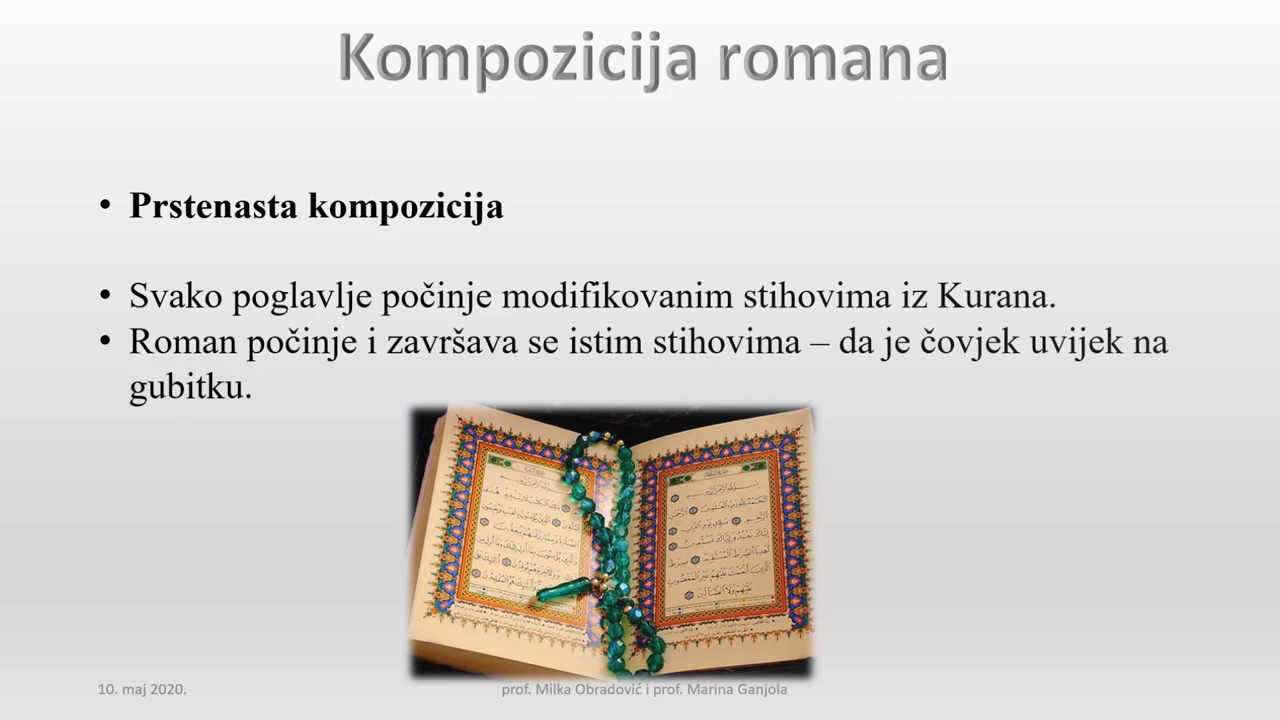 Kompozicija romana
• Prstenasta kompozicija
• Svako poglavlje počinje modifikovanim stihovima iz Kurana.
• Roman počinje i završava se istim stihovima – da je čovjek uvijek na
gubitku.
10. maj 2020.
prof. Milka Obradović i prof. Marina Ganjola